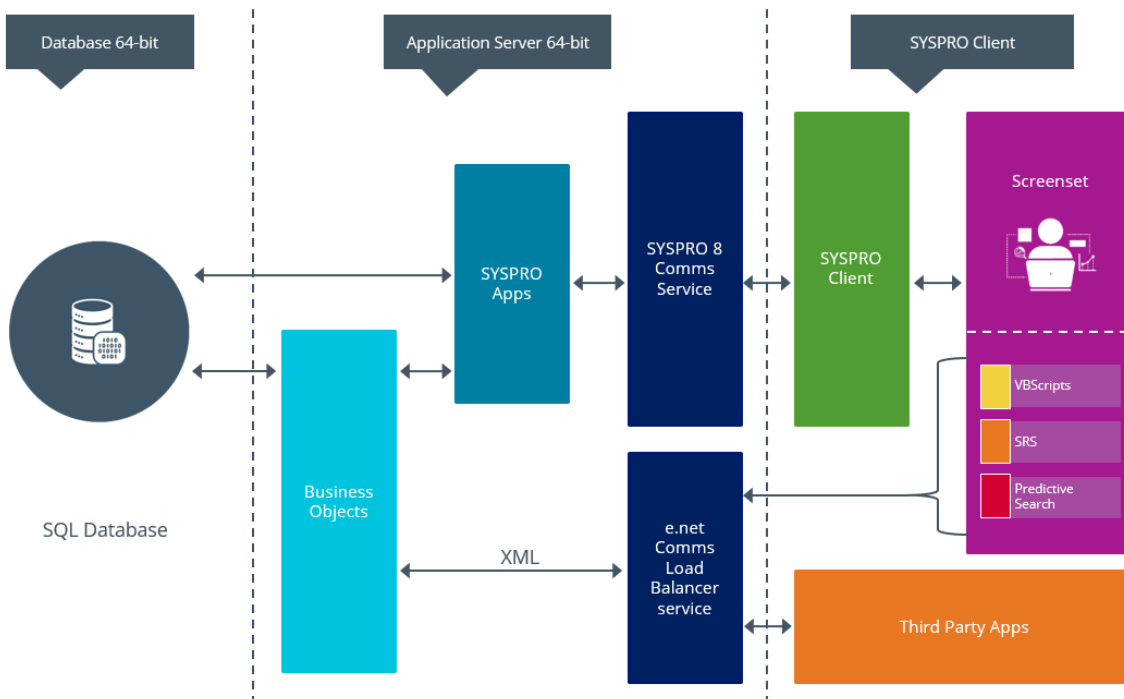 Database 64-bit
Application Server 64-bit
SYSPRO Client
SQL Database
Business
Objects
SYSPRO
Apps
XML
SYSPRO 8
Comms
Service
e.net
Comms
Load
Balancer
service
SYSPRO
Client
Screenset
VBScripts
SRS
Predictive
Search
Third Party Apps